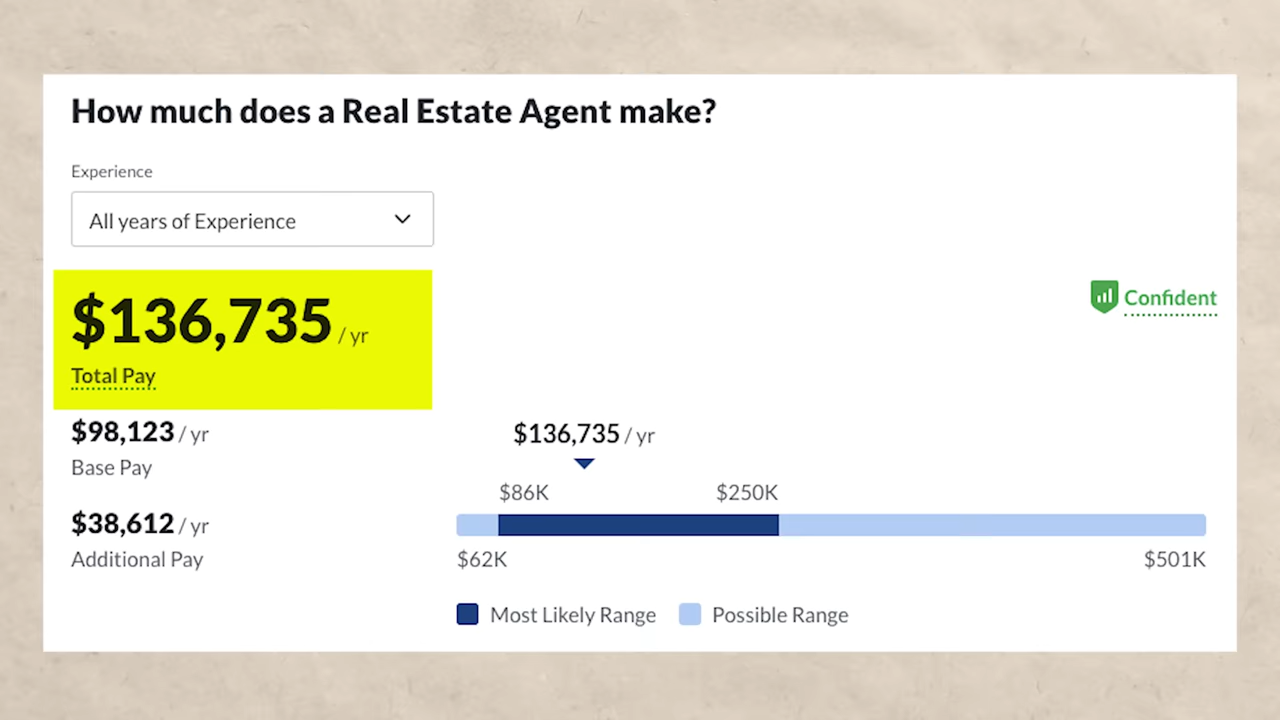 How much does a Real Estate Agent make?
Experience
All years of Experience
$136,735 / yr
Total Pay
Confident
$98,123 / yr
Base Pay
$136,735 / yr
$86K $250K
$38,612 / yr
Additional Pay
$62K $501K
Most Likely Range Possible Range